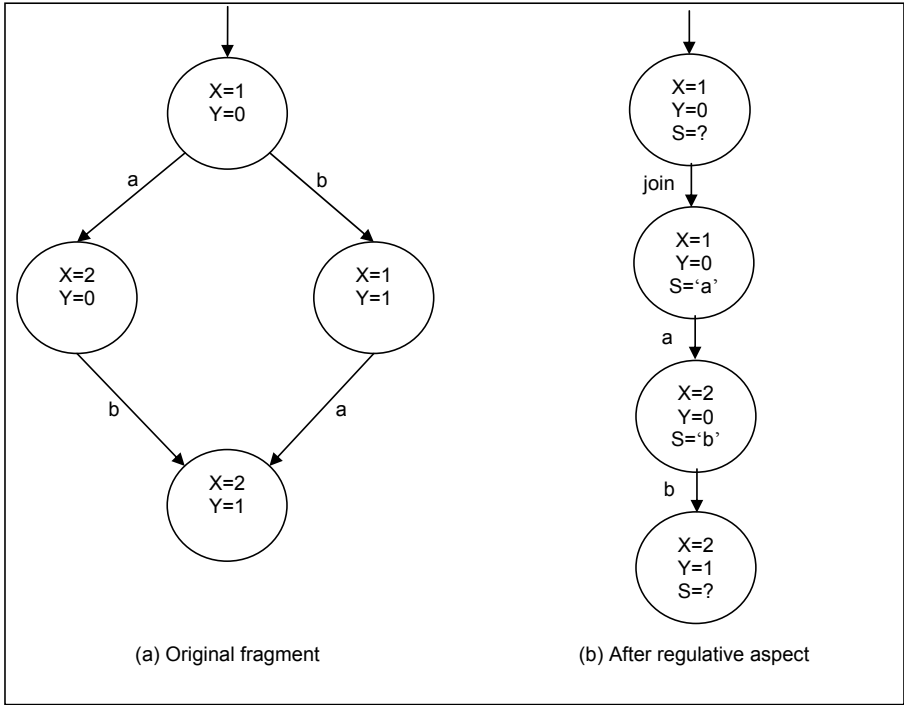 X=1
Y=0
a
b
X=2
Y=0
X=1
Y=1
b
a
X=2
Y=1
(a) Original fragment
X=1
Y=0
S=?
join
X=1
Y=0
S=‘a’
a
X=2
Y=0
S=‘b’
b
X=2
Y=1
S=?
(b) After regulative aspect